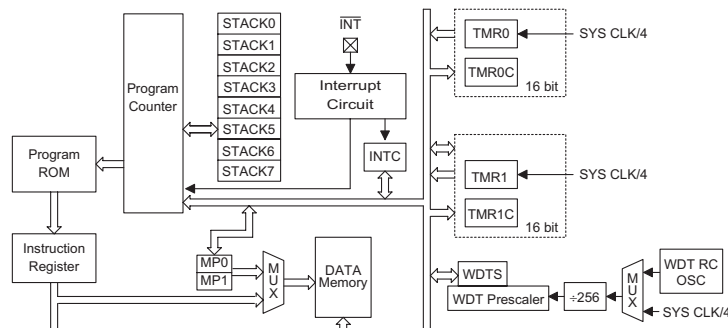 STACK0
STACK1
STACK2
STACK3
STACK4
STACK5
STACK6
STACK7
Program
Counter
Program
ROM
Instruction
Register
INT
Interrupt
Circuit
INTC
MP0
MP1
MUX
DATA
Memory
TMR0
SYS CLK/4
TMR0C
16 bit
TMR1
SYS CLK/4
TMR1C
16 bit
WDTS
WDT Prescaler
÷256
MUX
WDT RC
OSC
SYS CLK/4